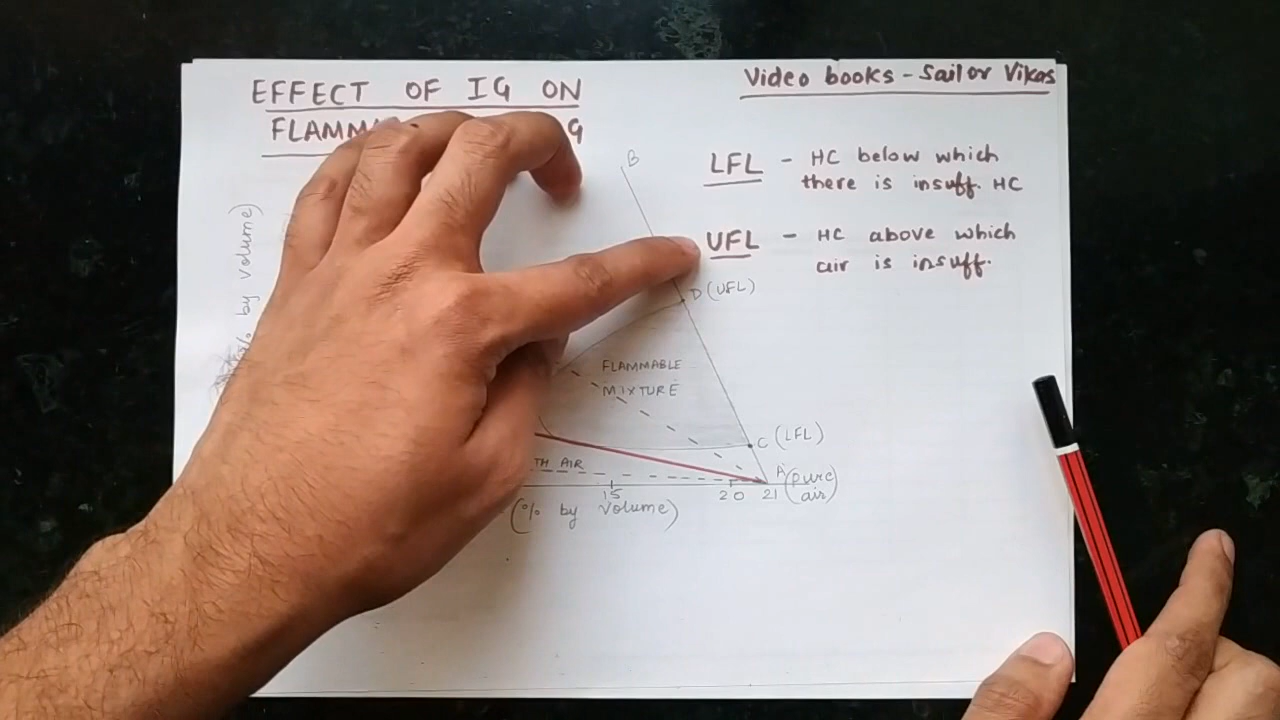 EFFECT OF IG ON
Video books - Sailor Vikas
B
LFL - HC below which
there is insuff. HC
UFL - HC above which
air is insuff.
% by volume)
D (UFL)
FLAMMABLE
MIXTURE
C (LFL)
TH AIR
A (pure
air)
15 20 21
(% by volume)